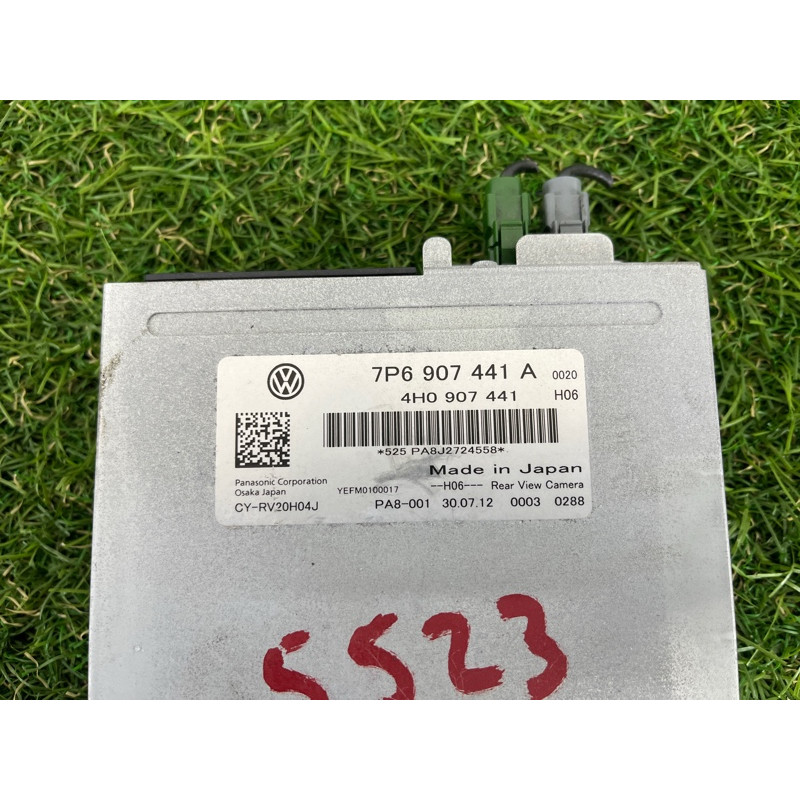 7P6 907 441 A 0020
4H0 907 441 H06
*525 PA8J2724558*
Made in Japan
Panasonic Corporation
Osaka Japan
YEFM0100017
--H06--- Rear View Camera
CY-RV20H04J
PA8-001 30.07.12 0003 0288
5523